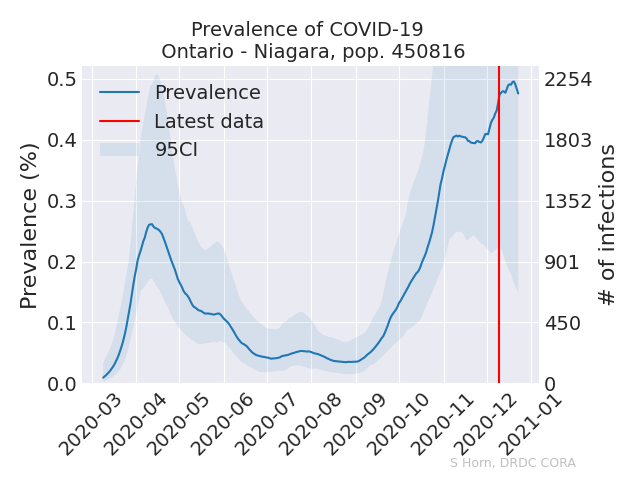 Prevalence of COVID-19
Ontario - Niagara, pop. 450816
Prevalence (%)
0.5
0.4
0.3
0.2
0.1
0.0
Prevalence
Latest data
95CI
2254
1803
1352
901
450
0
# of infections
2020-03
2020-04
2020-05
2020-06
2020-07
2020-08
2020-09
2020-10
2020-11
2020-12
2021-01
S Horn, DRDC CORA